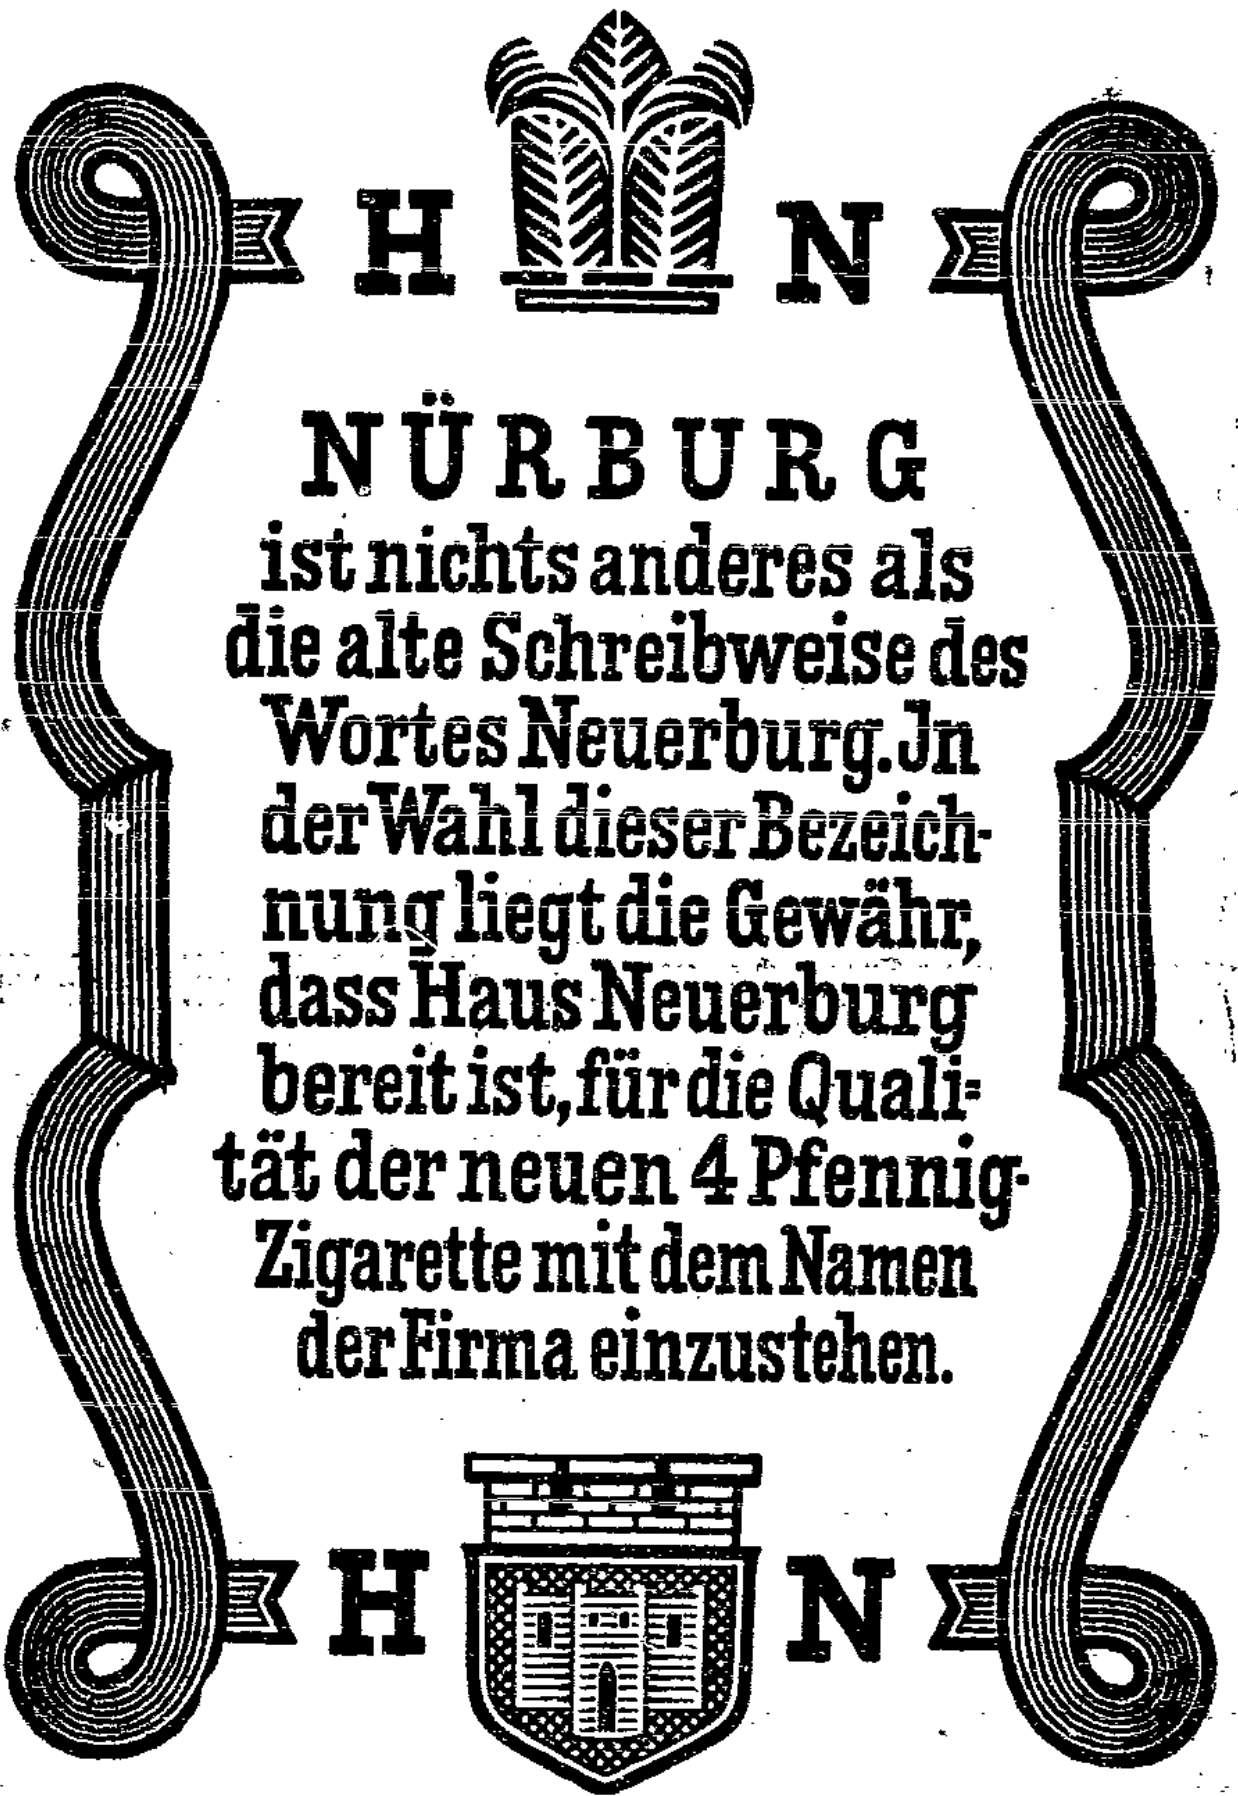 H N
NÜRBURG
ist nichts anderes als
die alte Schreibweise des
Wortes Neuerburg. Jn
der Wahl dieser Bezeich-
nung liegt die Gewähr,
dass Haus Neuerburg
bereit ist, für die Quali=
tät der neuen 4 Pfennig-
Zigarette mit dem Namen
der Firma einzustehen.
H N